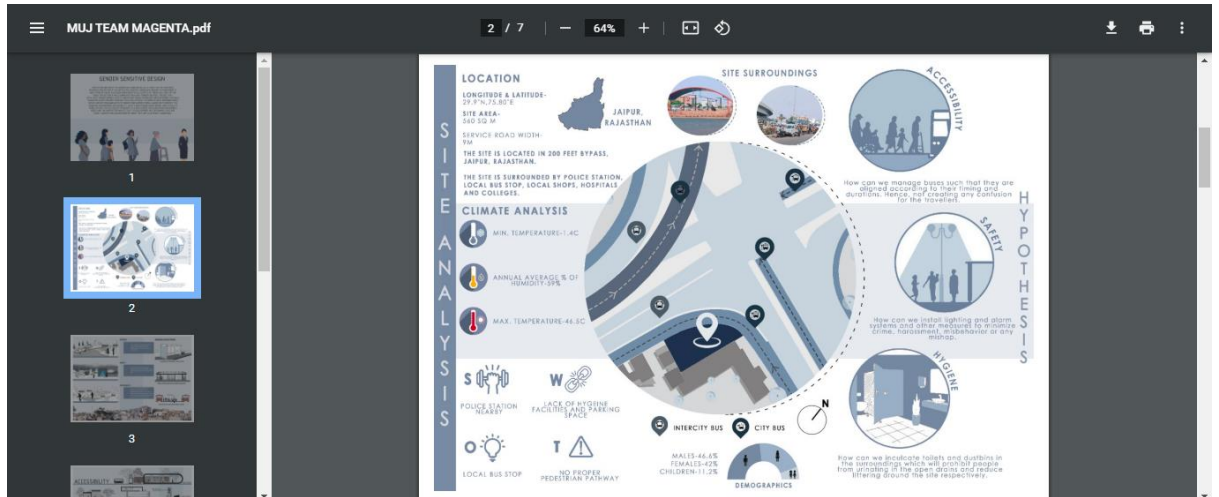 MUJ TEAM MAGENTA.pdf
2 / 7
64%
GENDER SENSITIVE DESIGN
1
2
3
ACCESSIBILITY
SITE ANALYSIS
LOCATION
LONGITUDE & LATITUDE-
29.9°N,75.80°E
SITE AREA-
560 SQ M
SERVICE ROAD WIDTH-
9M
THE SITE IS LOCATED IN 200 FEET BYPASS,
JAIPUR, RAJASTHAN.
THE SITE IS SURROUNDED BY POLICE STATION,
LOCAL BUS STOP, LOCAL SHOPS, HOSPITALS
AND COLLEGES.
JAIPUR,
RAJASTHAN
SITE SURROUNDINGS
CLIMATE ANALYSIS
MIN. TEMPERATURE-1.4C
ANNUAL AVERAGE % OF
HUMIDITY-59%
MAX. TEMPERATURE-46.5C
S
POLICE STATION
NEARBY
W
LACK OF HYGIENE
FACILITIES AND PARKING
SPACE
O
LOCAL BUS STOP
T
NO PROPER
PEDESTRIAN PATHWAY
INTERCITY BUS
CITY BUS
N
MALES-46.6%
FEMALES-42%
CHILDREN-11.2%
DEMOGRAPHICS
HYPOTHESIS
ACCESSIBILITY
How can we manage buses such that they are
aligned according to their timing and
durations. Hence, not creating any confusion
for the travellers.
SAFETY
How can we install lighting and alarm
systems and other measures to minimize
crime, harassment, misbehavior or any
mishap.
HYGIENE
How can we inculcate toilets and dustbins in
the surroundings which will prohibit people
from urinating in the open drains and reduce
littering around the site respectively.